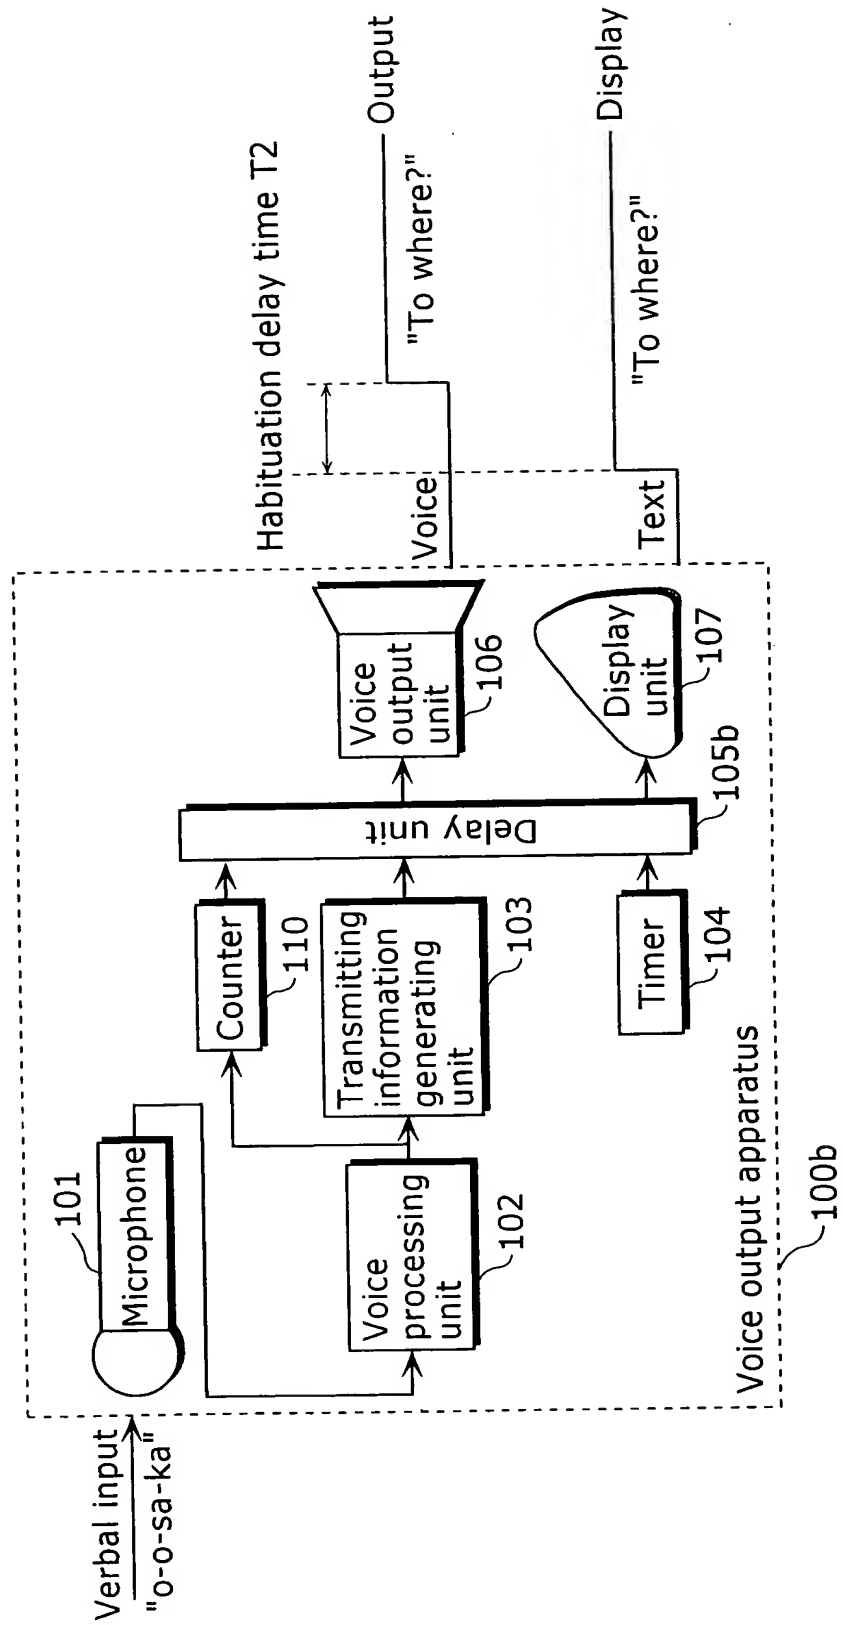 Verbal input
"o-o-sa-ka"
101
Microphone
Voice
processing
unit
102
Counter
110
Transmitting
information
generating
unit
103
Timer
104
Delay unit
105b
Voice
output
unit
106
Display
unit
107
Habituation delay time T2
Voice
"To where?"
Output
Text
"To where?"
Display
Voice output apparatus
100b